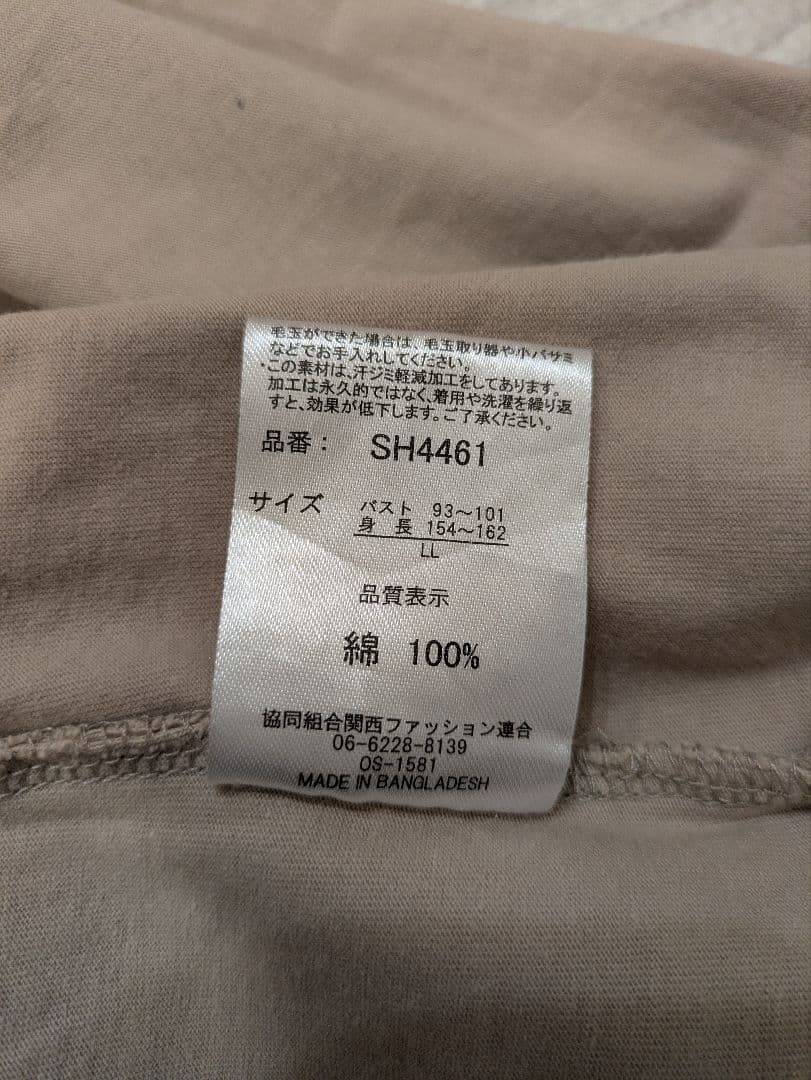 毛玉ができた場合は、毛玉取り器や小バサミ
などでお手入れしてください。
・この素材は、汗ジミ軽減加工をしてあります。
加工は永久的ではなく、着用や洗濯を繰り返
すと、効果が低下します。ご了承ください。
品番： SH4461
サイズ バスト 93～101
身 長 154～162
LL
品質表示
綿 100%
協同組合関西ファッション連合
06-6228-8139
OS-1581
MADE IN BANGLADESH